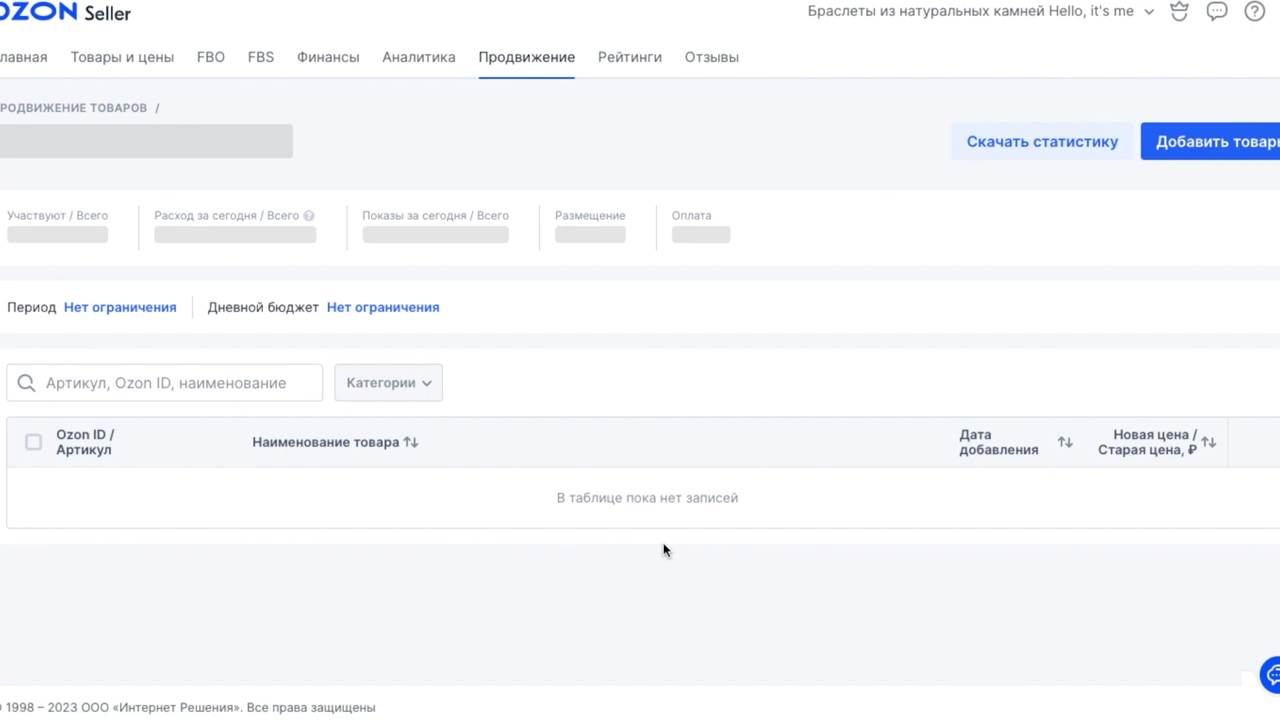 OZON Seller
Браслеты из натуральных камней Hello, it's me
лавная Товары и цены FBO FBS Финансы Аналитика Продвижение Рейтинги Отзывы
РОДВИЖЕНИЕ ТОВАРОВ /
Скачать статистику
Добавить товары
Участвуют / Всего
Расход за сегодня / Всего
Показы за сегодня / Всего
Размещение
Оплата
Период Нет ограничения
Дневной бюджет Нет ограничения
Артикул, Ozon ID, наименование
Категории
Ozon ID /
Артикул
Наименование товара
Дата
добавления
Новая цена /
Старая цена, ₽
В таблице пока нет записей
© 1998 – 2023 ООО «Интернет Решения». Все права защищены